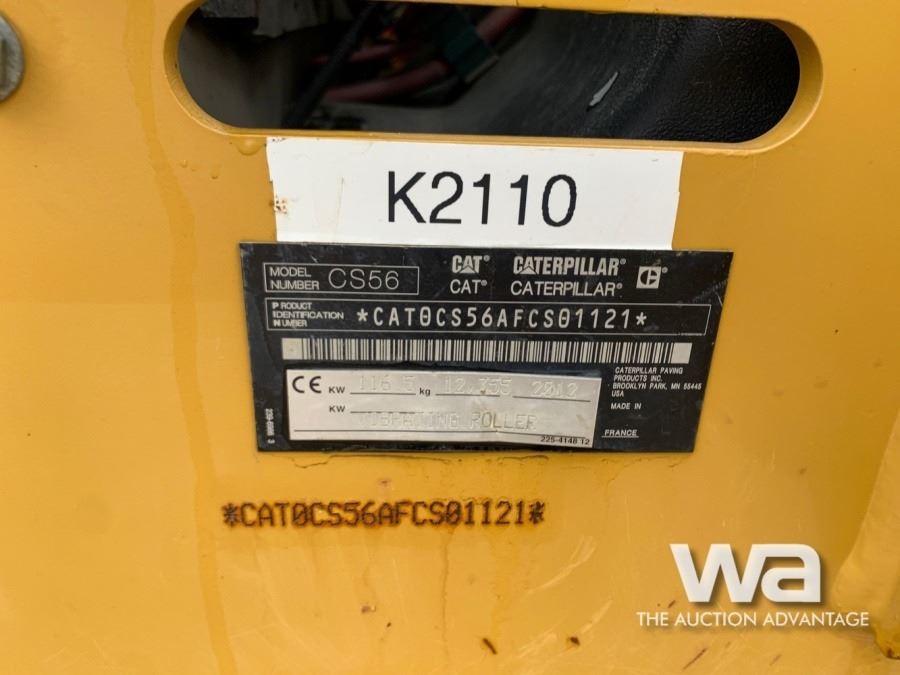 K2110
MODEL NUMBER CS56
CAT® CATERPILLAR®
CAT® CATERPILLAR®
PRODUCT IDENTIFICATION NUMBER *CAT0CS56AFCS01121*
CATERPILLAR PAVING
PRODUCTS INC.
BROOKLYN PARK, MN 55445
USA
CE KW 116.5 kg 12.355 2012
MADE IN
KW VIBRATING ROLLER
FRANCE
225-4148 12
*CAT0CS56AFCS01121*
wa
THE AUCTION ADVANTAGE